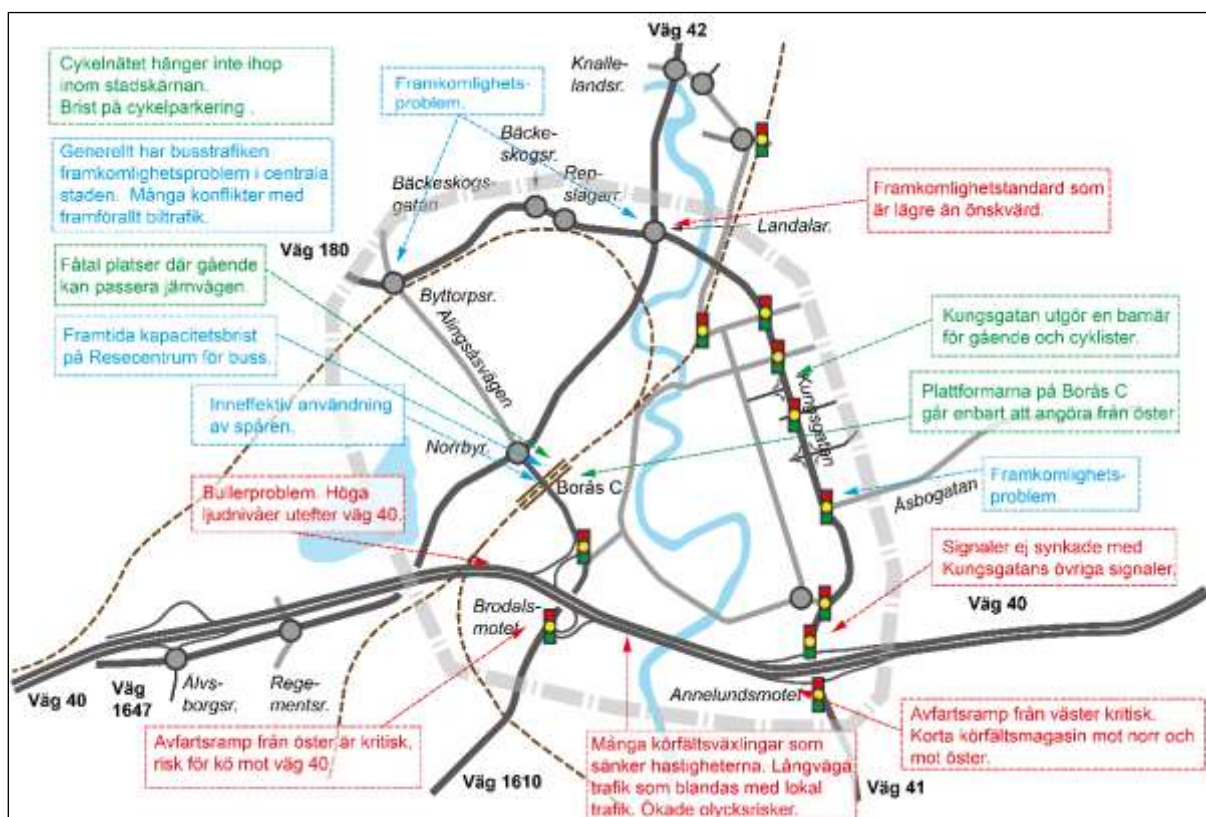 Väg 42
Knalle-
landsr.
Cykelnätet hänger inte ihop
inom stadskärnan.
Brist på cykelparkering .
Framkomlighets-
problem.
Bäcke-
skogsr.
Rep-
slagarr.
Bäckeskogs-
gatan
Generellt har busstrafiken
framkomlighetsproblem i centrala
staden. Många konflikter med
framförallt biltrafik.
Framkomlighetstandard som
är lägre än önskvärd.
Landalar.
Väg 180
Fåtal platser där gående
kan passera järnvägen.
Byttorpsr.
Alingsåsvägen
Framtida kapacitetsbrist
på Resecentrum för buss.
Kungsgatan utgör en barriär
för gående och cyklister.
Kungsgatan
Plattformarna på Borås C
går enbart att angöra från öster
Inneffektiv användning
av spåren.
Norrbyr.
Borås C
Bullerproblem. Höga
ljudnivåer utefter väg 40.
Framkomlighets-
problem
Åsbogatan
Signaler ej synkade med
Kungsgatans övriga signaler.
Väg 40
Brodals-
motet
Väg 40
Väg
1647
Älvs-
borgsr.
Rege-
mentsr.
Annelundsmotet
Avfartsramp från öster är kritisk,
risk för kö mot väg 40.
Väg 1610
Många körfältsväxlingar som
sänker hastigheterna. Långväga
trafik som blandas med lokal
trafik. Ökade olycksrisker.
Avfartsramp från väster kritisk.
Korta körfältsmagasin mot norr och
mot öster.
Väg 41